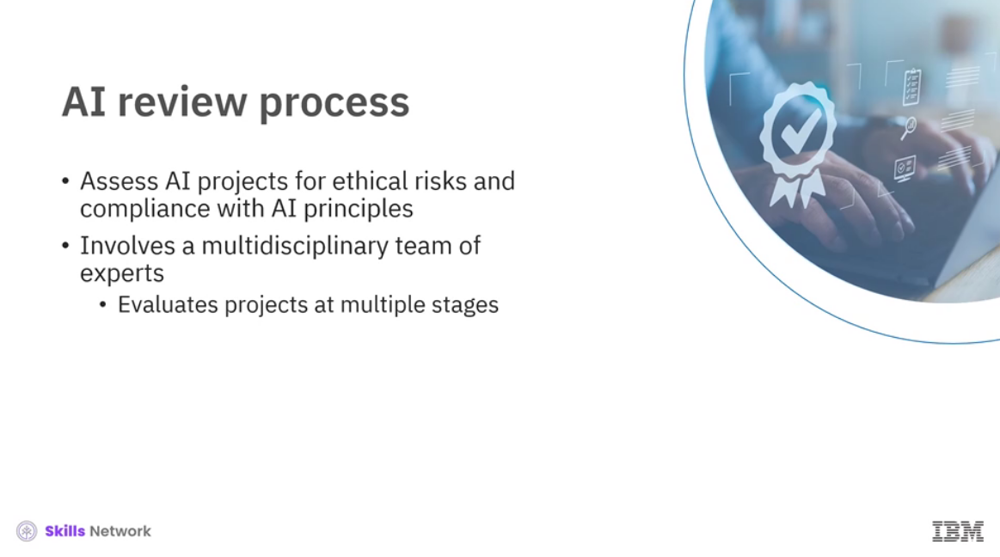 AI review process
• Assess AI projects for ethical risks and
compliance with AI principles
• Involves a multidisciplinary team of
experts
• Evaluates projects at multiple stages
Skills Network
IBM